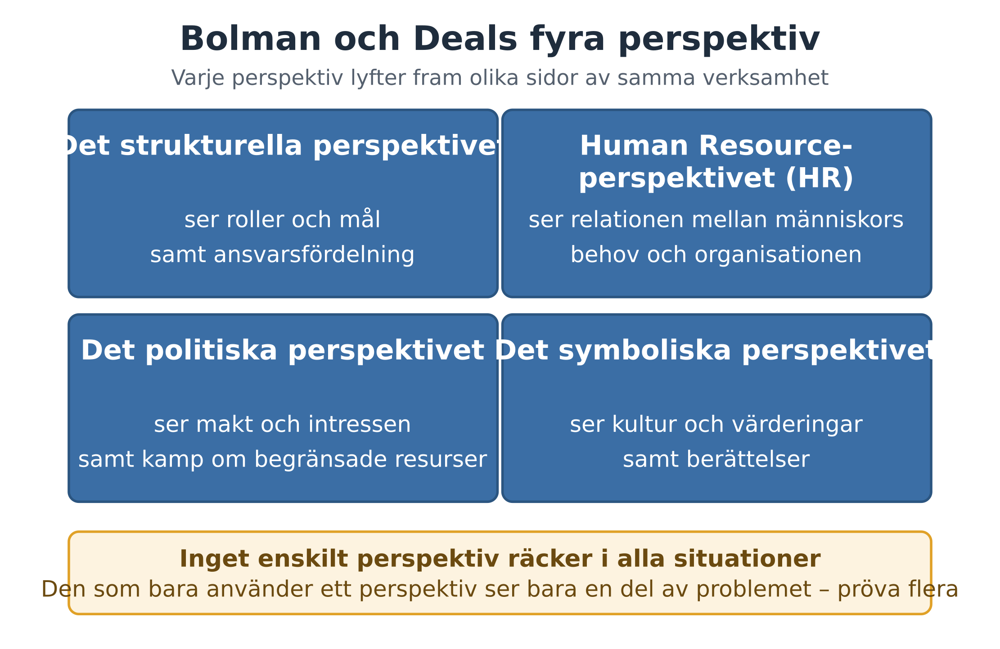 Bolman och Deals fyra perspektiv
Varje perspektiv lyfter fram olika sidor av samma verksamhet
Det strukturella perspektivet
Human Resource-
perspektivet (HR)
ser roller och mål
samt ansvarsfördelning
ser relationen mellan människors
behov och organisationen
Det politiska perspektivet
Det symboliska perspektivet
ser makt och intressen
samt kamp om begränsade resurser
ser kultur och värderingar
samt berättelser
Inget enskilt perspektiv räcker i alla situationer
Den som bara använder ett perspektiv ser bara en del av problemet – pröva flera